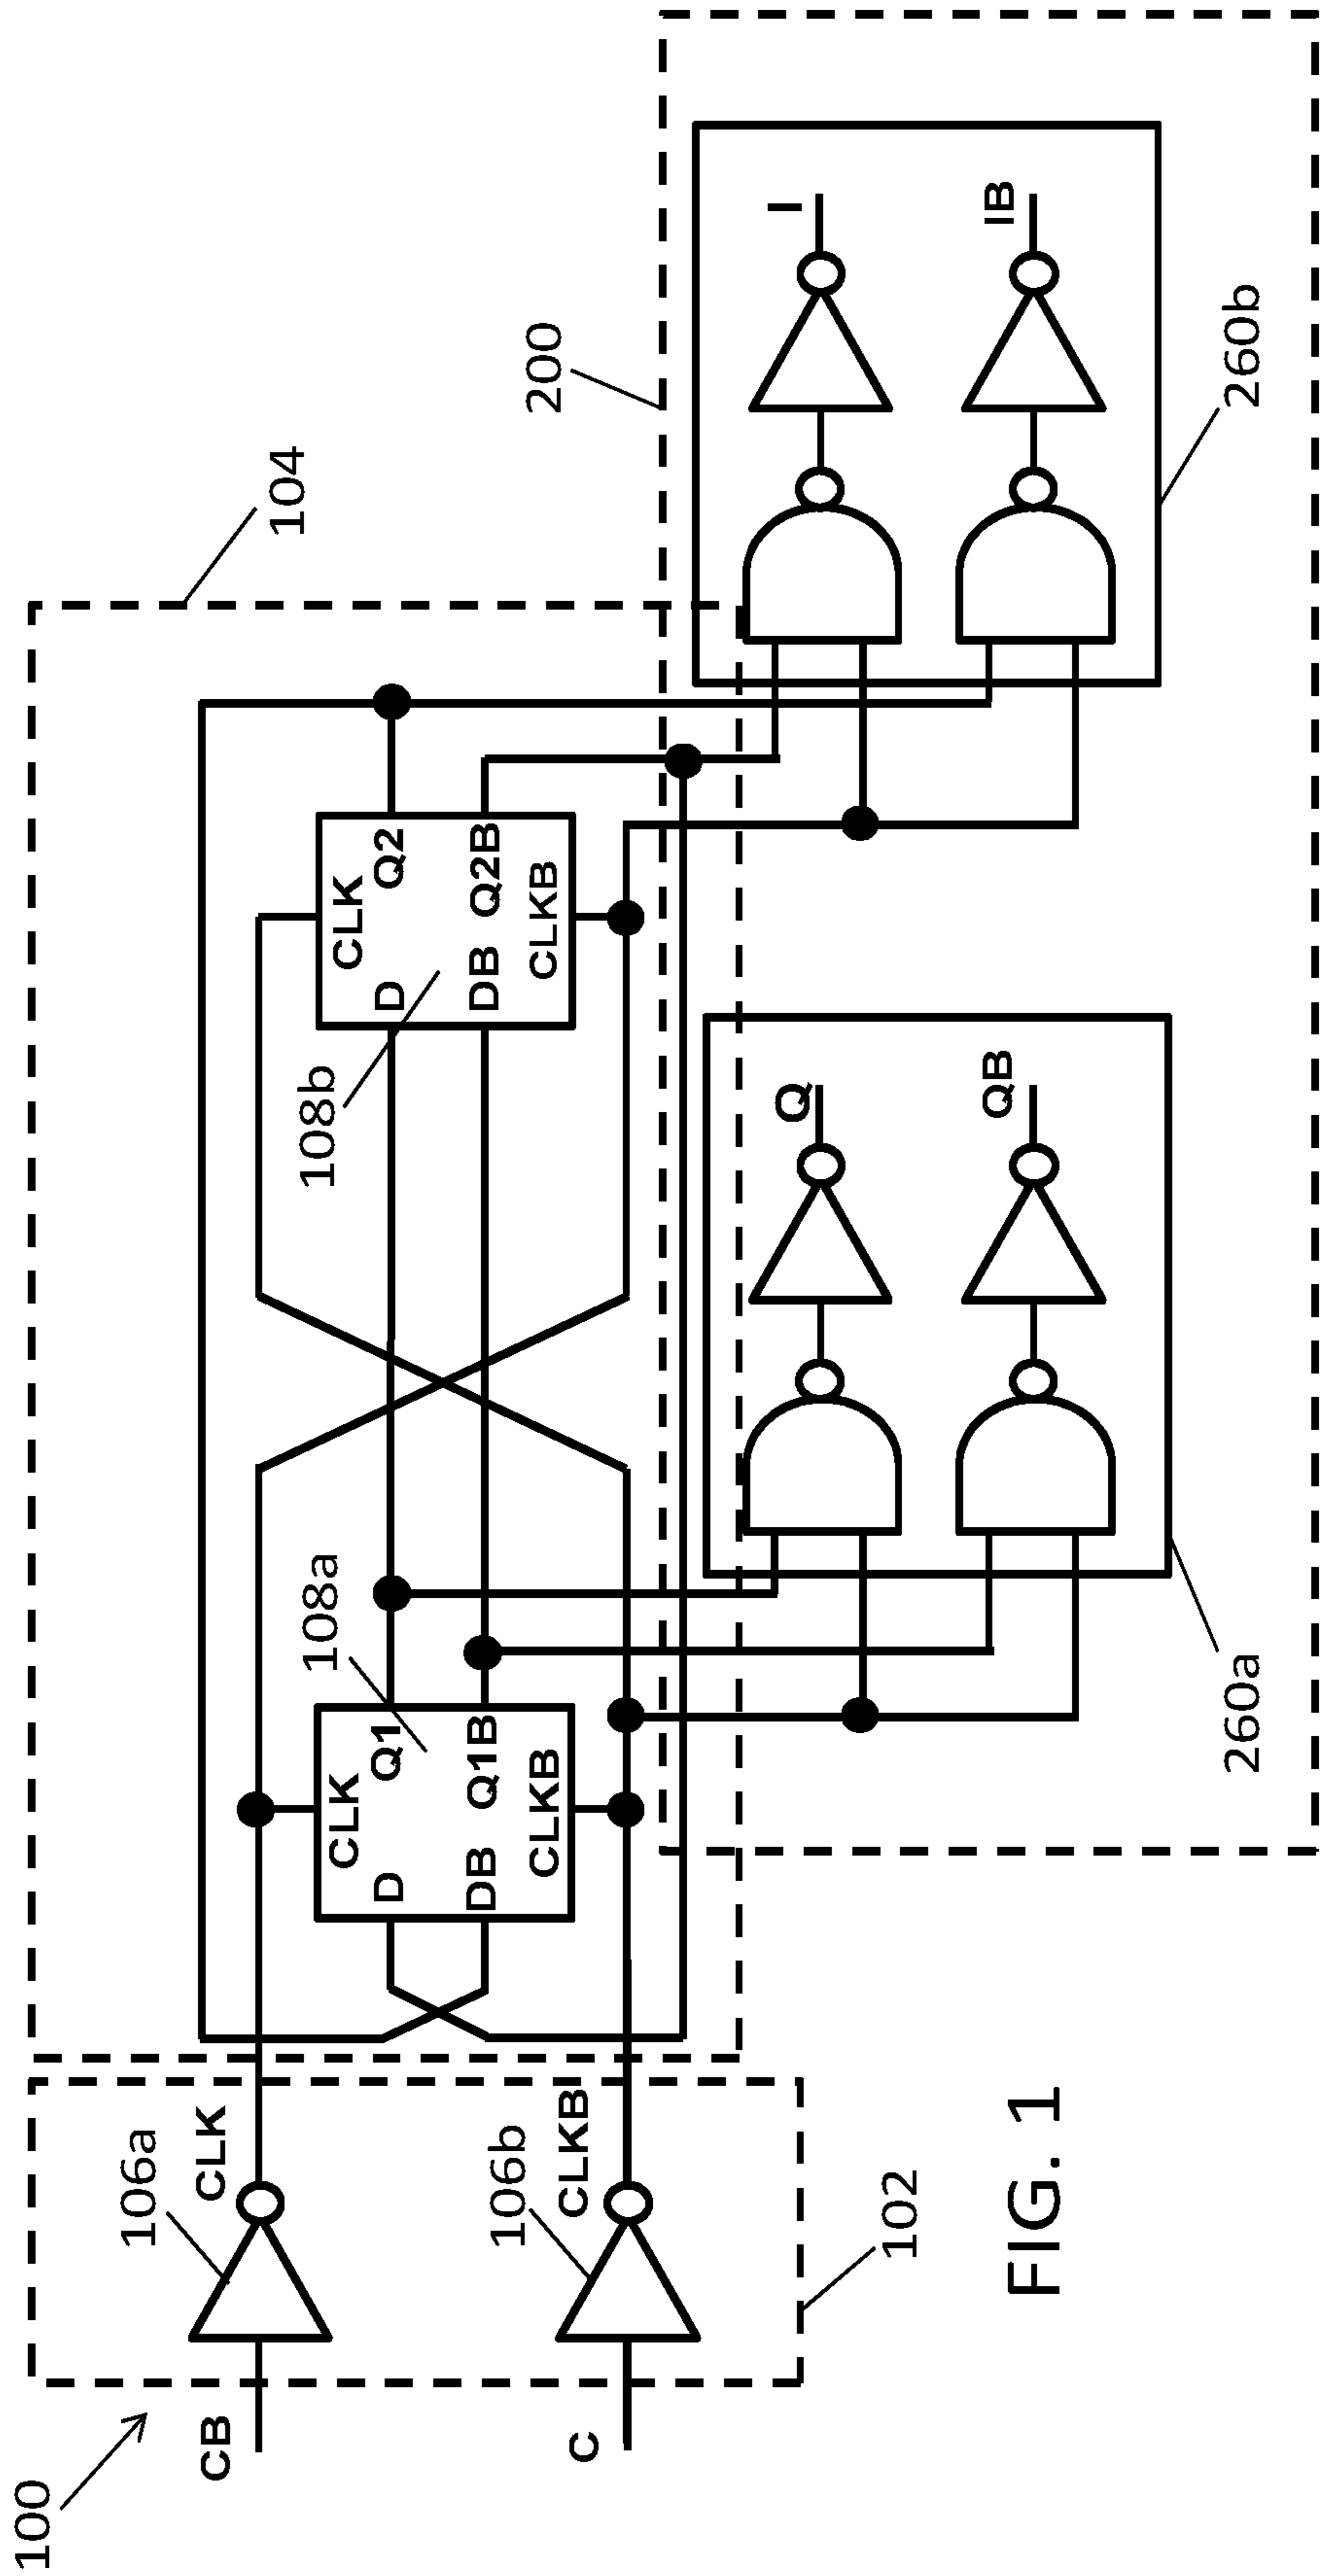 100
102
104
200
CB
C
106a
106b
CLK
CLKB
108a
CLK
D
Q1
DB
Q1B
CLKB
108b
CLK
D
Q2
DB
Q2B
CLKB
Q
QB
260a
I
IB
260b
FIG. 1